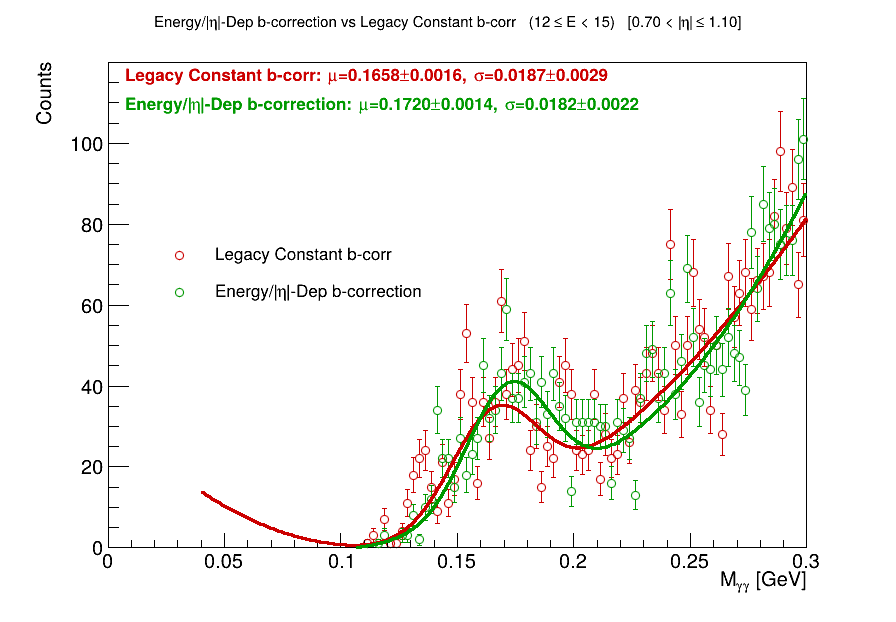 Energy/|η|-Dep b-correction vs Legacy Constant b-corr (12 ≤ E < 15) [0.70 < |η| ≤ 1.10]
Counts
Legacy Constant b-corr: μ=0.1658±0.0016, σ=0.0187±0.0029
Energy/|η|-Dep b-correction: μ=0.1720±0.0014, σ=0.0182±0.0022
100
80
60
40
20
0
Legacy Constant b-corr
Energy/|η|-Dep b-correction
0 0.05 0.1 0.15 0.2 0.25 0.3
Mγγ [GeV]